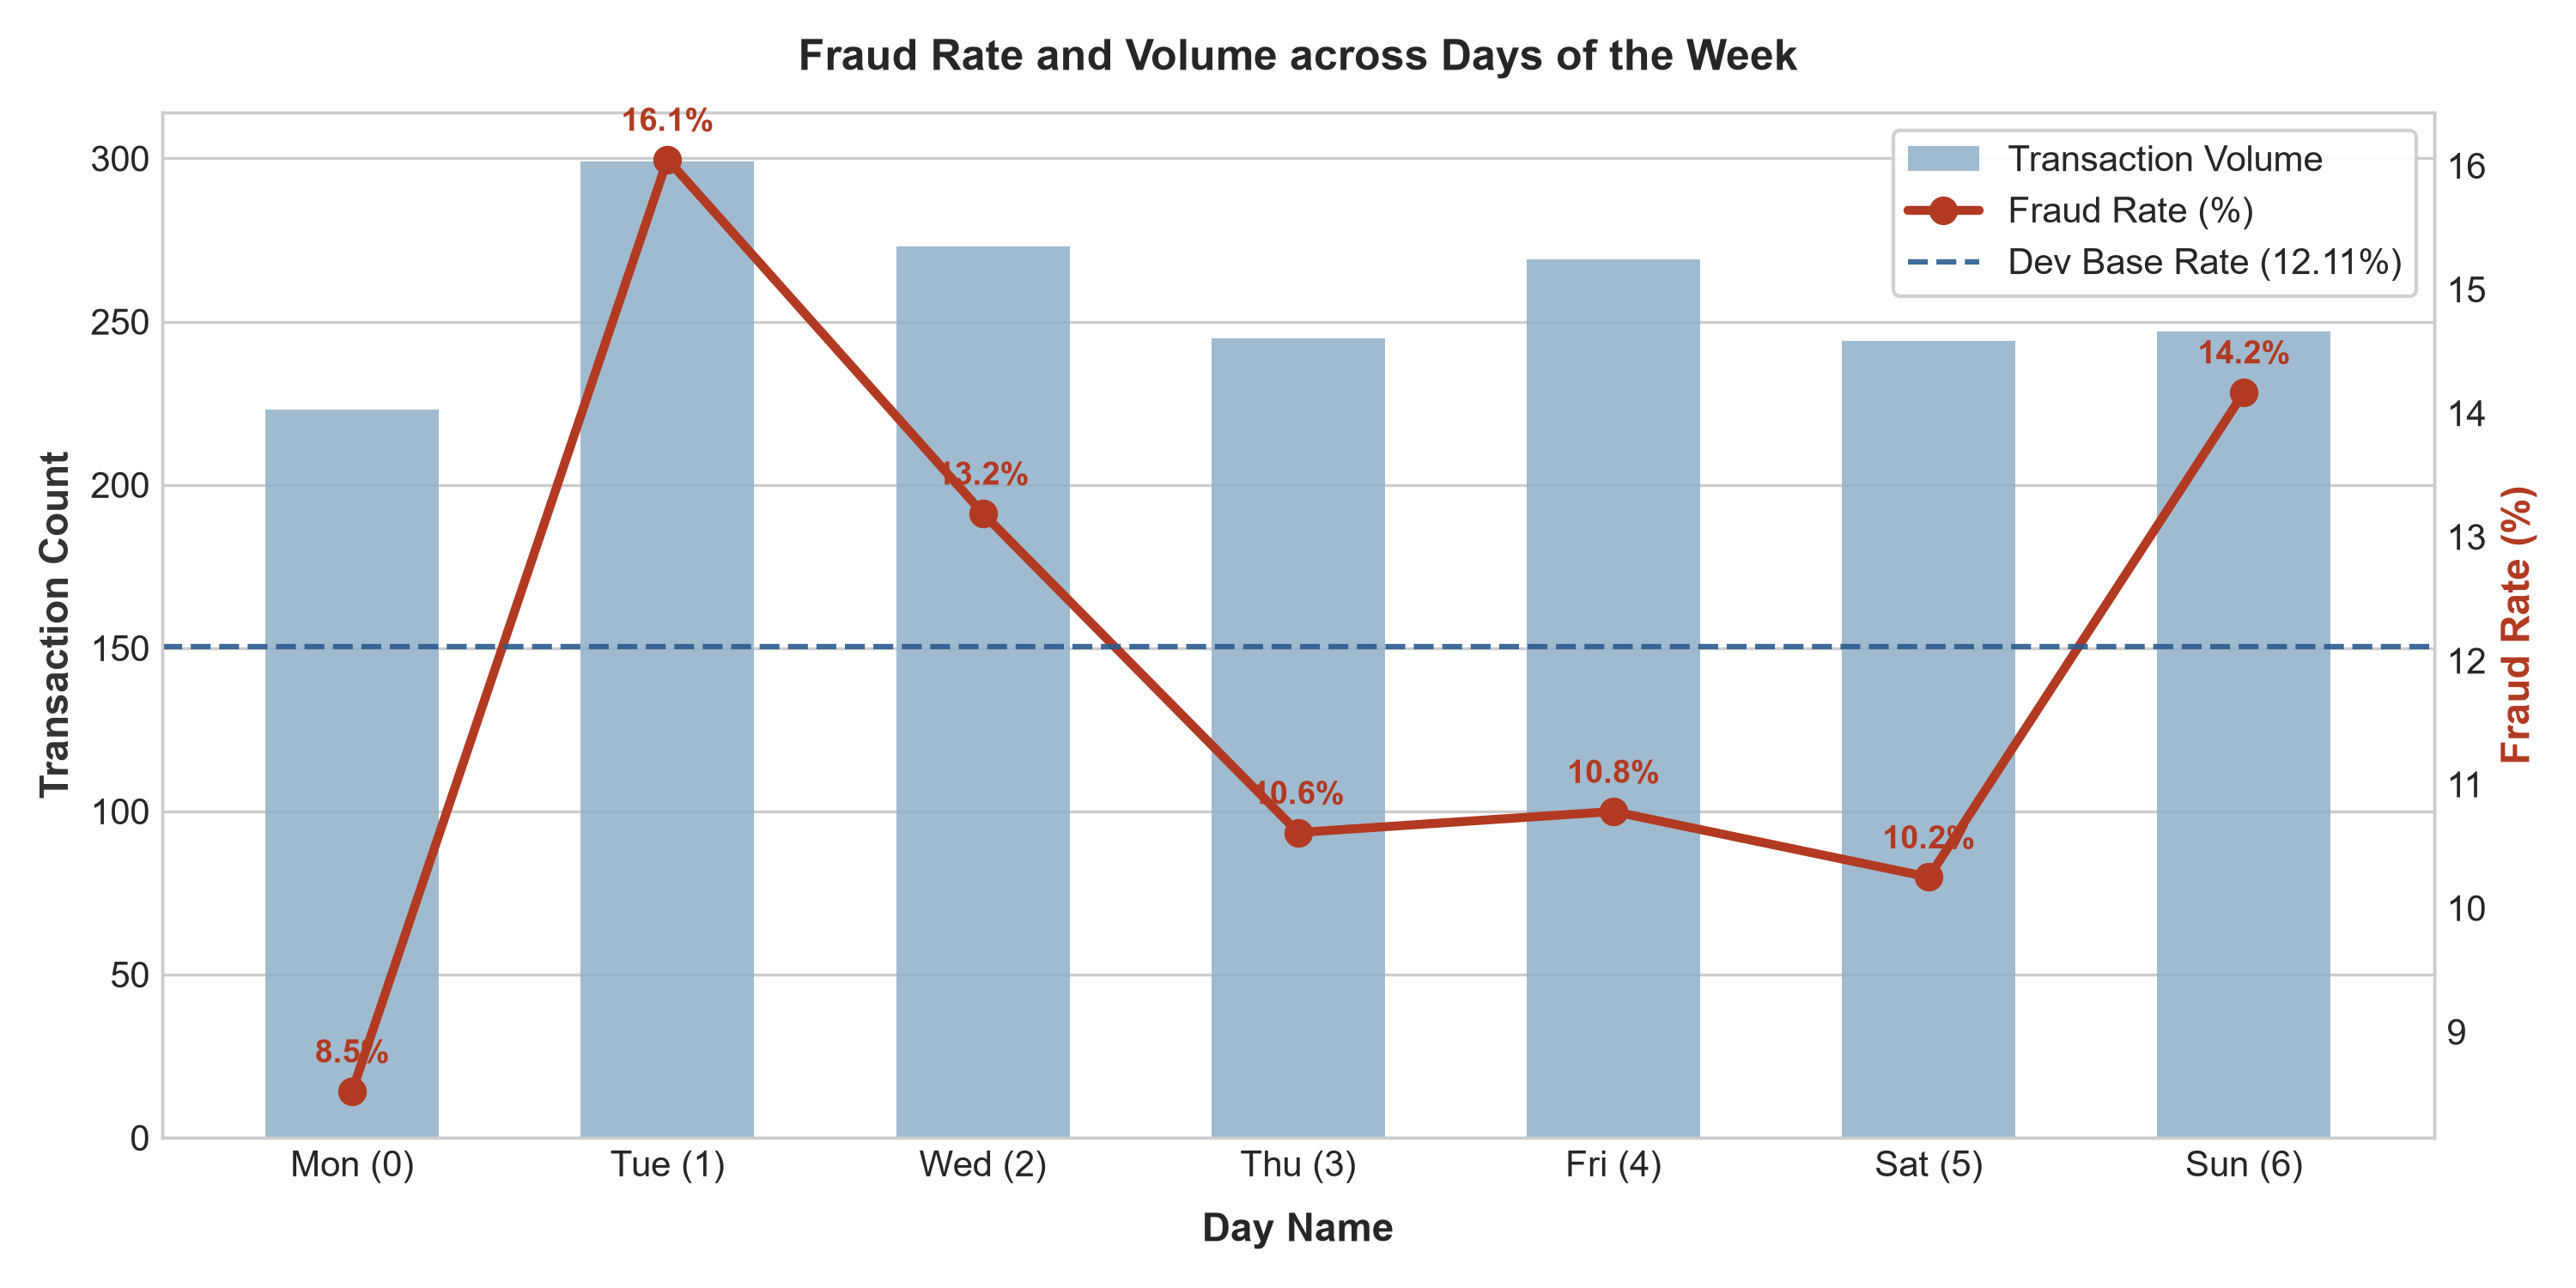 Fraud Rate and Volume across Days of the Week
Transaction Volume
Fraud Rate (%)
Dev Base Rate (12.11%)
Transaction Count
300
250
200
150
100
50
0
16.1%
13.2%
10.6%
10.8%
10.2%
14.2%
8.5%
16
15
14
13
12
11
10
9
Fraud Rate (%)
Mon (0)
Tue (1)
Wed (2)
Thu (3)
Fri (4)
Sat (5)
Sun (6)
Day Name